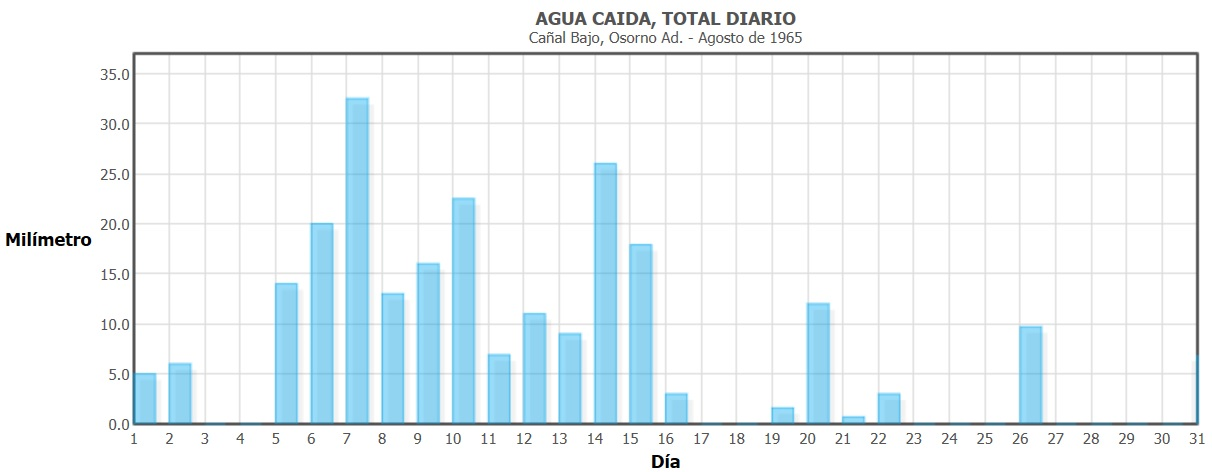 AGUA CAIDA, TOTAL DIARIO
Cañal Bajo, Osorno Ad. - Agosto de 1965
35.0
30.0
25.0
20.0
Milímetro
15.0
10.0
5.0
0.0
1 2 3 4 5 6 7 8 9 10 11 12 13 14 15 16 17 18 19 20 21 22 23 24 25 26 27 28 29 30 31
Día